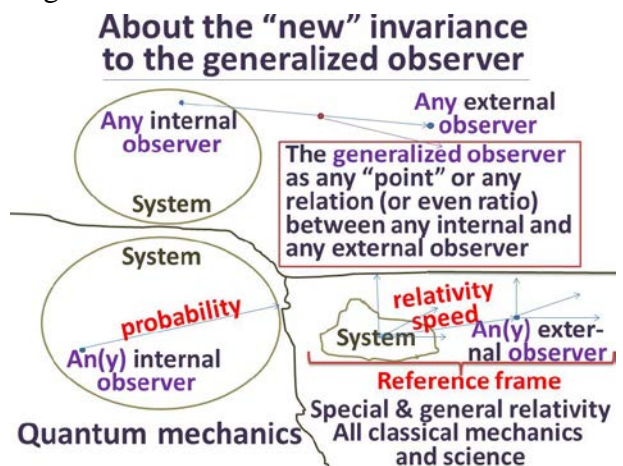 About the “new” invariance
to the generalized observer
Any internal
observer
System
Any external
observer
The generalized observer
as any “point” or any
relation (or even ratio)
between any internal and
any external observer
System
probability
An(y) internal
observer
Quantum mechanics
relativity
speed
System
An(y) exter-
nal observer
Reference frame
Special & general relativity
All classical mechanics
and science